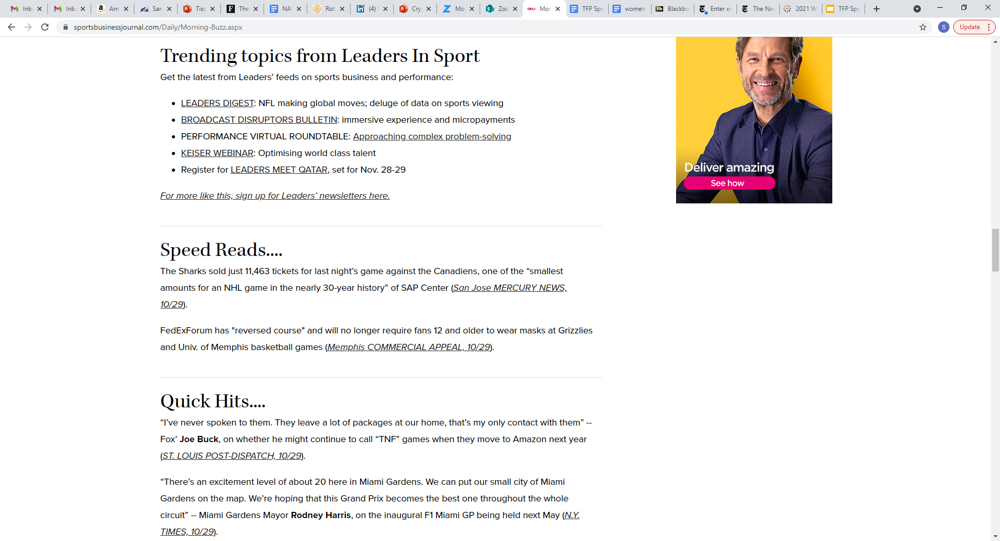 Inb
Inb
Am
San
Tiss
The
NA
Rot
(4)
Cry
Mo
Zoc
Mor
TFP Spo
women
Blackbo
Enter e
The Ne
2021 W
TFP Spo
sportsbusinessjournal.com/Daily/Morning-Buzz.aspx
S
Update
Trending topics from Leaders In Sport
Get the latest from Leaders’ feeds on sports business and performance:
• LEADERS DIGEST: NFL making global moves; deluge of data on sports viewing
• BROADCAST DISRUPTORS BULLETIN: immersive experience and micropayments
• PERFORMANCE VIRTUAL ROUNDTABLE: Approaching complex problem-solving
• KEISER WEBINAR: Optimising world class talent
• Register for LEADERS MEET QATAR, set for Nov. 28-29
For more like this, sign up for Leaders’ newsletters here.
Deliver amazing
See how
Speed Reads....
The Sharks sold just 11,463 tickets for last night’s game against the Canadiens, one of the “smallest
amounts for an NHL game in the nearly 30-year history” of SAP Center (San Jose MERCURY NEWS,
10/29).
FedExForum has "reversed course" and will no longer require fans 12 and older to wear masks at Grizzlies
and Univ. of Memphis basketball games (Memphis COMMERCIAL APPEAL, 10/29).
Quick Hits....
“I’ve never spoken to them. They leave a lot of packages at our home, that’s my only contact with them” --
Fox’ Joe Buck, on whether he might continue to call “TNF” games when they move to Amazon next year
(ST. LOUIS POST-DISPATCH, 10/29).
“There’s an excitement level of about 20 here in Miami Gardens. We can put our small city of Miami
Gardens on the map. We’re hoping that this Grand Prix becomes the best one throughout the whole
circuit” -- Miami Gardens Mayor Rodney Harris, on the inaugural F1 Miami GP being held next May (N.Y.
TIMES, 10/29).